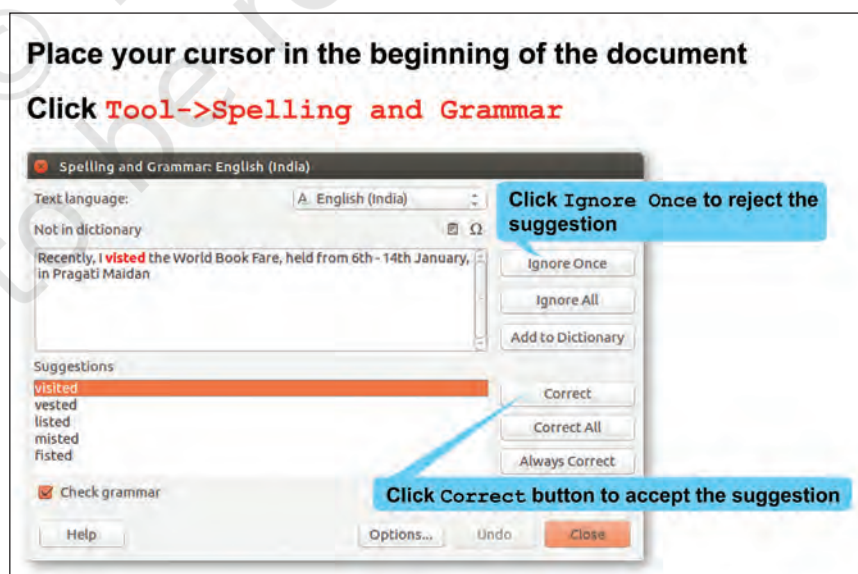 Place your cursor in the beginning of the document
Click Tool->Spelling and Grammar
Spelling and Grammar: English (India)
Text language:
English (India)
Click Ignore Once to reject the
suggestion
Not in dictionary
Ω
Recently, I visted the World Book Fare, held from 6th - 14th January,
in Pragati Maidan
Ignore Once
Ignore All
Add to Dictionary
Suggestions
visited
vested
listed
misted
fisted
Correct
Correct All
Always Correct
Check grammar
Click Correct button to accept the suggestion
Help
Options...
Undo
Close
©
to be r